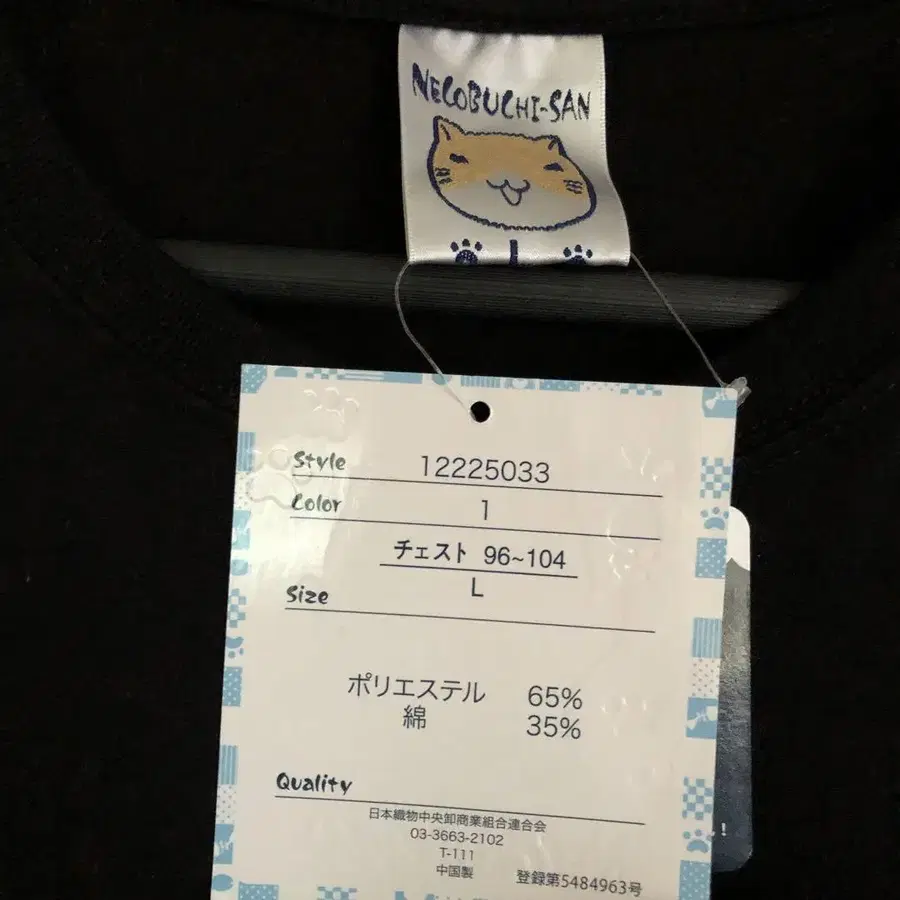 NECOBUCHI-SAN
L
Style 12225033
Color 1
チェスト 96~104
L
Size
ポリエステル 65%
綿 35%
Quality
日本織物中央卸商業組合連合会
03-3663-2102
T-111
中国製 登録第5484963号
!